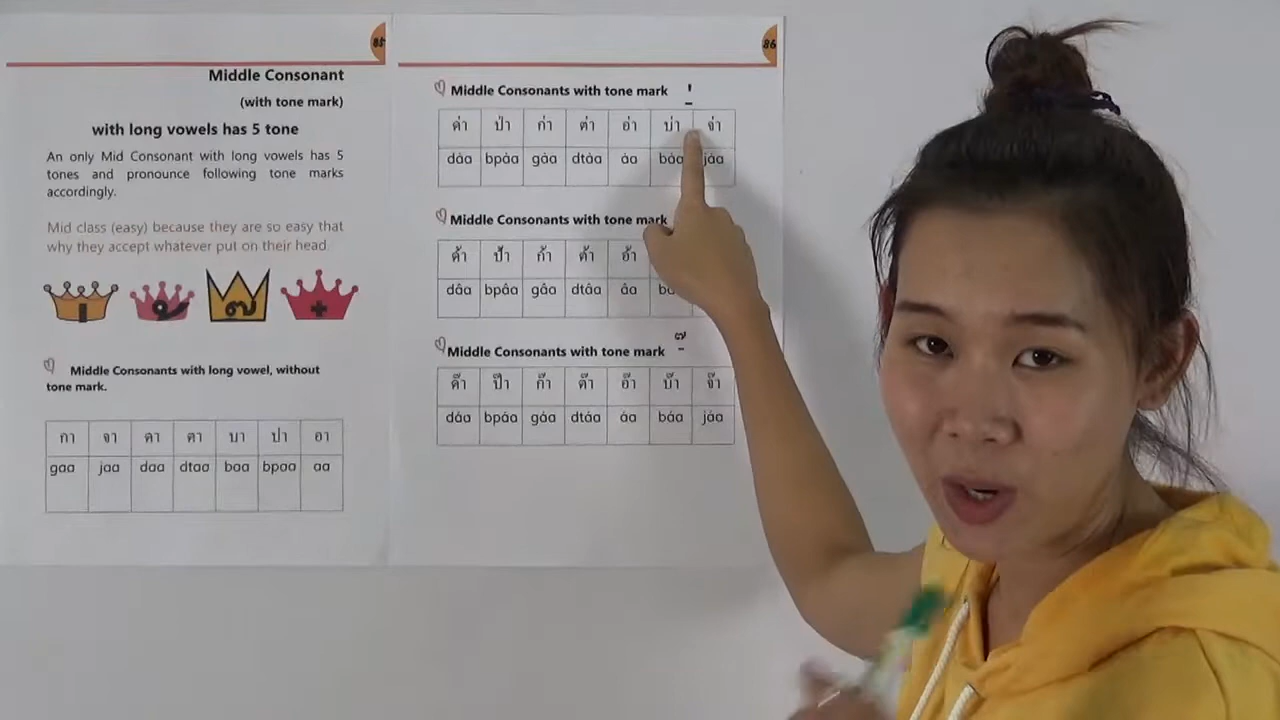 85
Middle Consonant
(with tone mark)
with long vowels has 5 tone
An only Mid Consonant with long vowels has 5
tones and pronounce following tone marks
accordingly.
Mid class (easy) because they are so easy that
why they accept whatever put on their head.
Middle Consonants with long vowel, without
tone mark.
กา จา ดา ตา บา ปา อา
gaa jaa daa dtaa baa bpaa aa
86
Middle Consonants with tone mark
ด่า ป่า ก่า ต่า อ่า บ่า จ่า
dàa bpàa gàa dtàa àa bàa jàa
Middle Consonants with tone mark
ด้า ป้า ก้า ต้า อ้า
dâa bpâa gâa dtâa âa
Middle Consonants with tone mark
ด๊า ป๊า ก๊า ต๊า อ๊า บ๊า จ๊า
dáa bpáa gáa dtáa áa báa jáa